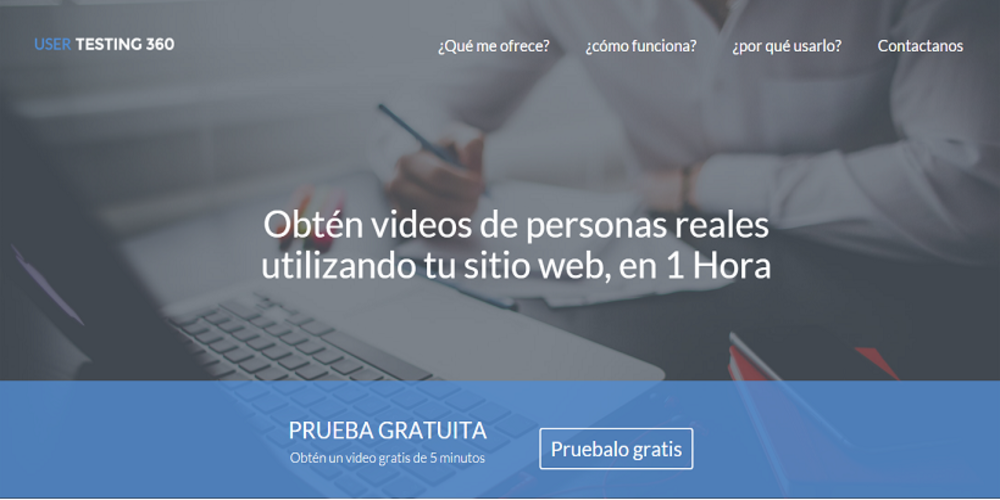 USER TESTING 360
¿Qué me ofrece? ¿cómo funciona? ¿por qué usarlo? Contactanos
Obtén videos de personas reales
utilizando tu sitio web, en 1 Hora
PRUEBA GRATUITA
Obtén un video gratis de 5 minutos
Pruebalo gratis